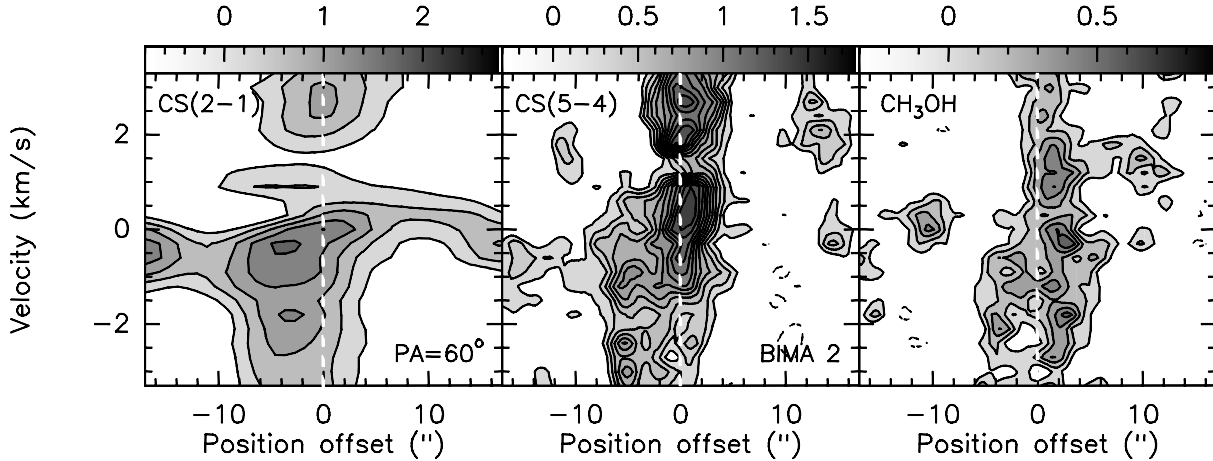 0 1 2 0 0.5 1 1.5 0 0.5
CS(2−1) CS(5−4) CH3OH
2
0
−2
Velocity (km/s)
PA=60° BIMA 2
−10 0 10 −10 0 10 −10 0 10
Position offset (") Position offset (") Position offset (")